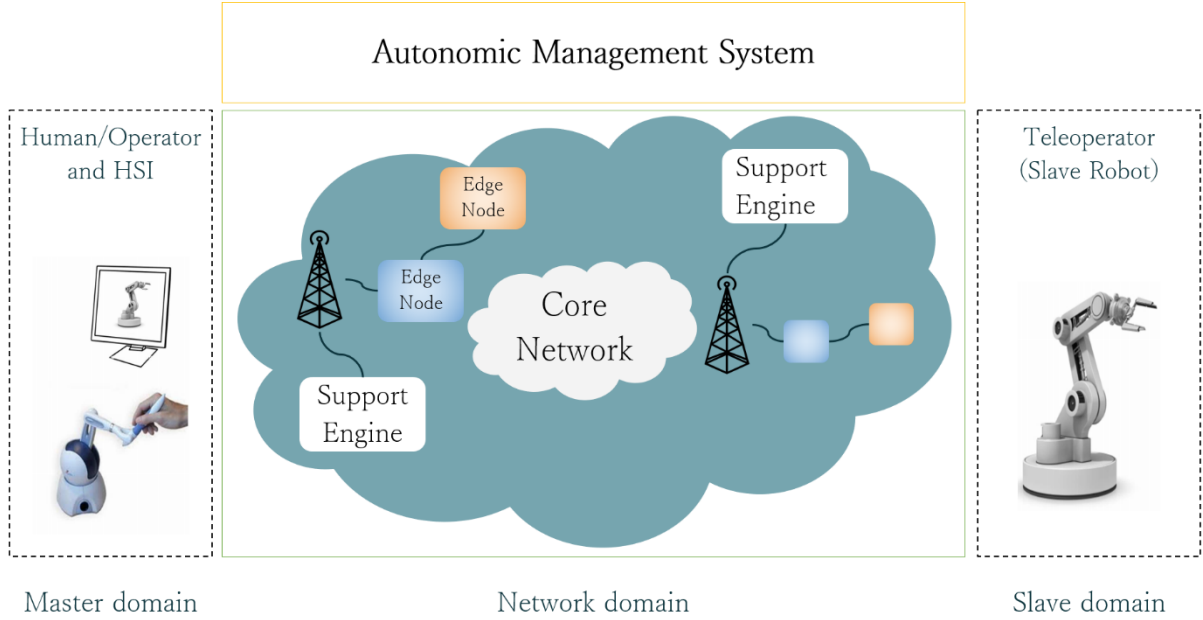 Autonomic Management System
Human/Operator
and HSI
Edge
Node
Edge
Node
Support
Engine
Core
Network
Support
Engine
Teleoperator
(Slave Robot)
Master domain
Network domain
Slave domain